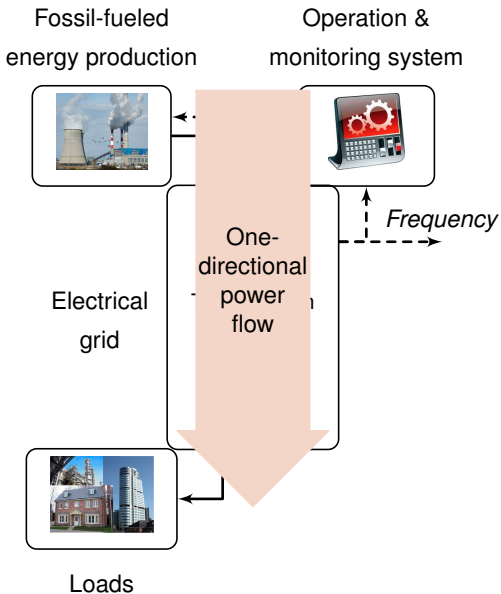 Fossil-fueled
energy production
Operation &
monitoring system
Frequency
One-
directional
power
flow
Electrical
grid
Loads